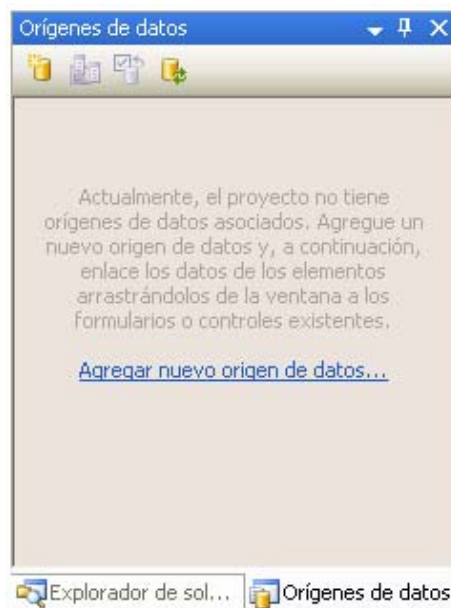 Orígenes de datos
Actualmente, el proyecto no tiene
orígenes de datos asociados. Agregue un
nuevo origen de datos y, a continuación,
enlace los datos de los elementos
arrastrándolos de la ventana a los
formularios o controles existentes.
Agregar nuevo origen de datos...
Explorador de sol...
Orígenes de datos